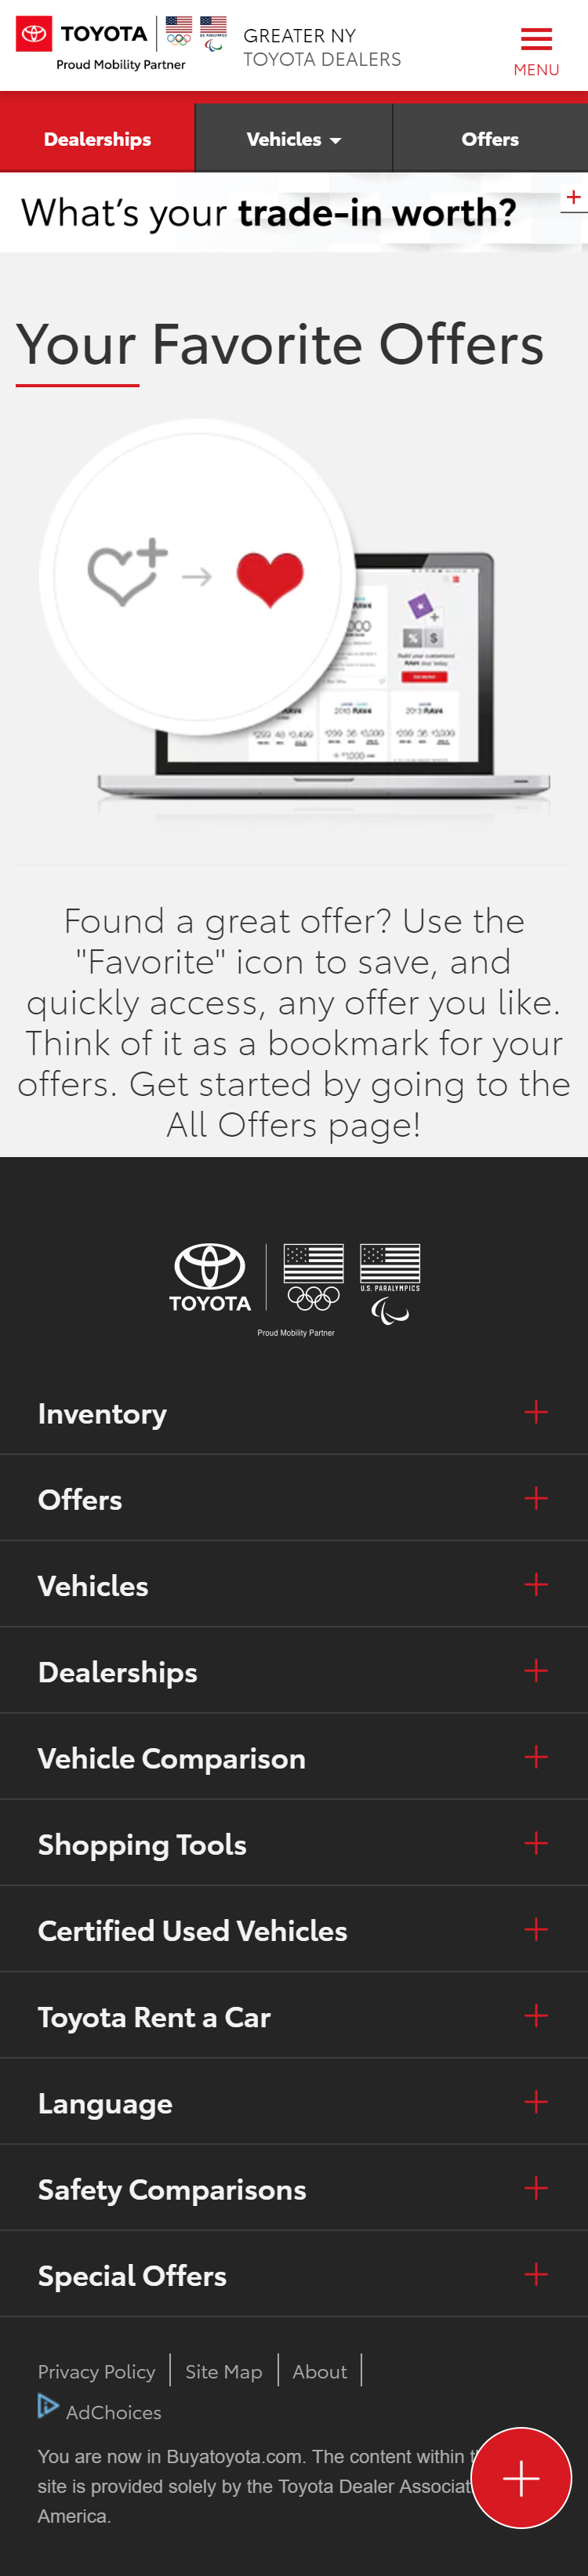 TOYOTA
Proud Mobility Partner
GREATER NY
TOYOTA DEALERS
MENU
Dealerships
Vehicles
Offers
What's your trade-in worth?
Your Favorite Offers
Found a great offer? Use the
"Favorite" icon to save, and
quickly access, any offer you like.
Think of it as a bookmark for your
offers. Get started by going to the
All Offers page!
TOYOTA
U.S. PARALYMPICS
Proud Mobility Partner
Inventory
Offers
Vehicles
Dealerships
Vehicle Comparison
Shopping Tools
Certified Used Vehicles
Toyota Rent a Car
Language
Safety Comparisons
Special Offers
Privacy Policy
Site Map
About
AdChoices
You are now in Buyatoyota.com. The content within
site is provided solely by the Toyota Dealer
America.